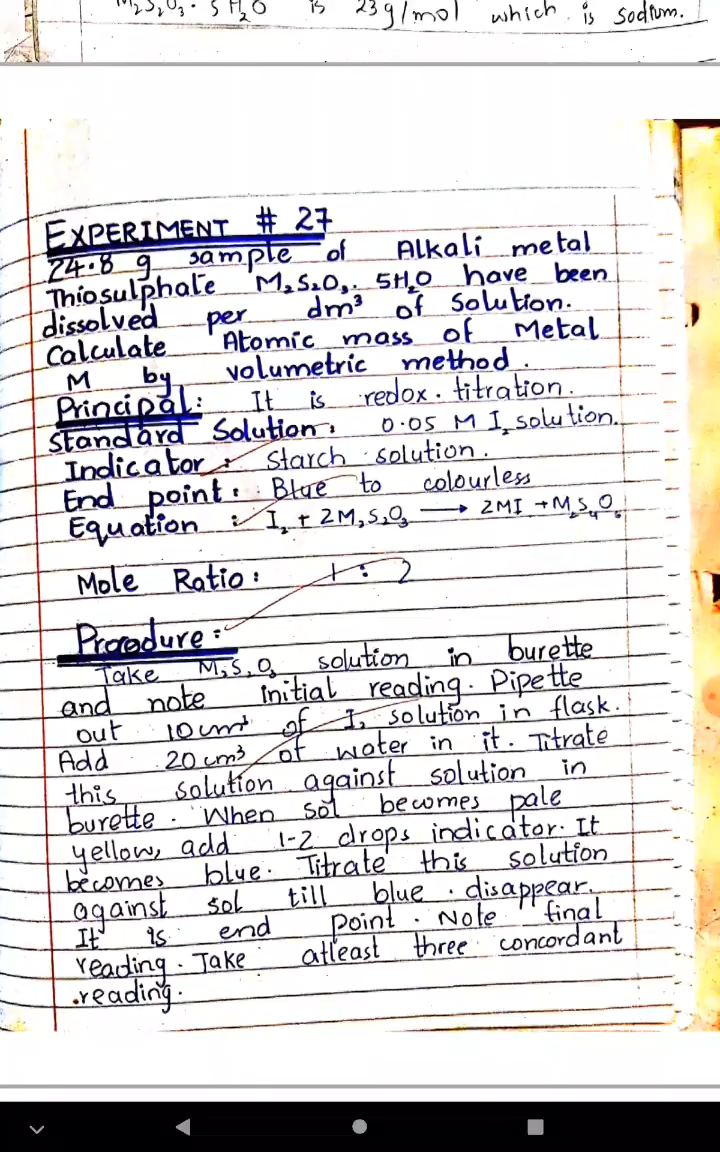 M2S2O3 · 5 H2O is 23 g/mol which is Sodium.
EXPERIMENT # 27
24.8 g sample of Alkali metal
Thiosulphate M2S2O3. 5H2O have been
dissolved per dm³ of Solution.
Calculate Atomic mass of Metal
M by volumetric method.
Principal: It is redox. titration.
Standard Solution: 0.05 M I2 solution.
Indicator: Starch solution.
End point: Blue to colourless
Equation : I2 + 2M2S2O3 → 2MI + M2S4O6
Mole Ratio: 1 : 2
Procedure:
Take M2S2O3 solution in burette
and note initial reading. Pipette
out 10cm³ of I2 solution in flask.
Add 20cm³ of water in it. Titrate
this solution against solution in
burette. When sol becomes pale
yellow, add 1-2 drops indicator. It
becomes blue. Titrate this solution
against sol till blue disappear.
It is end point. Note final
reading. Take atleast three concordant
reading.